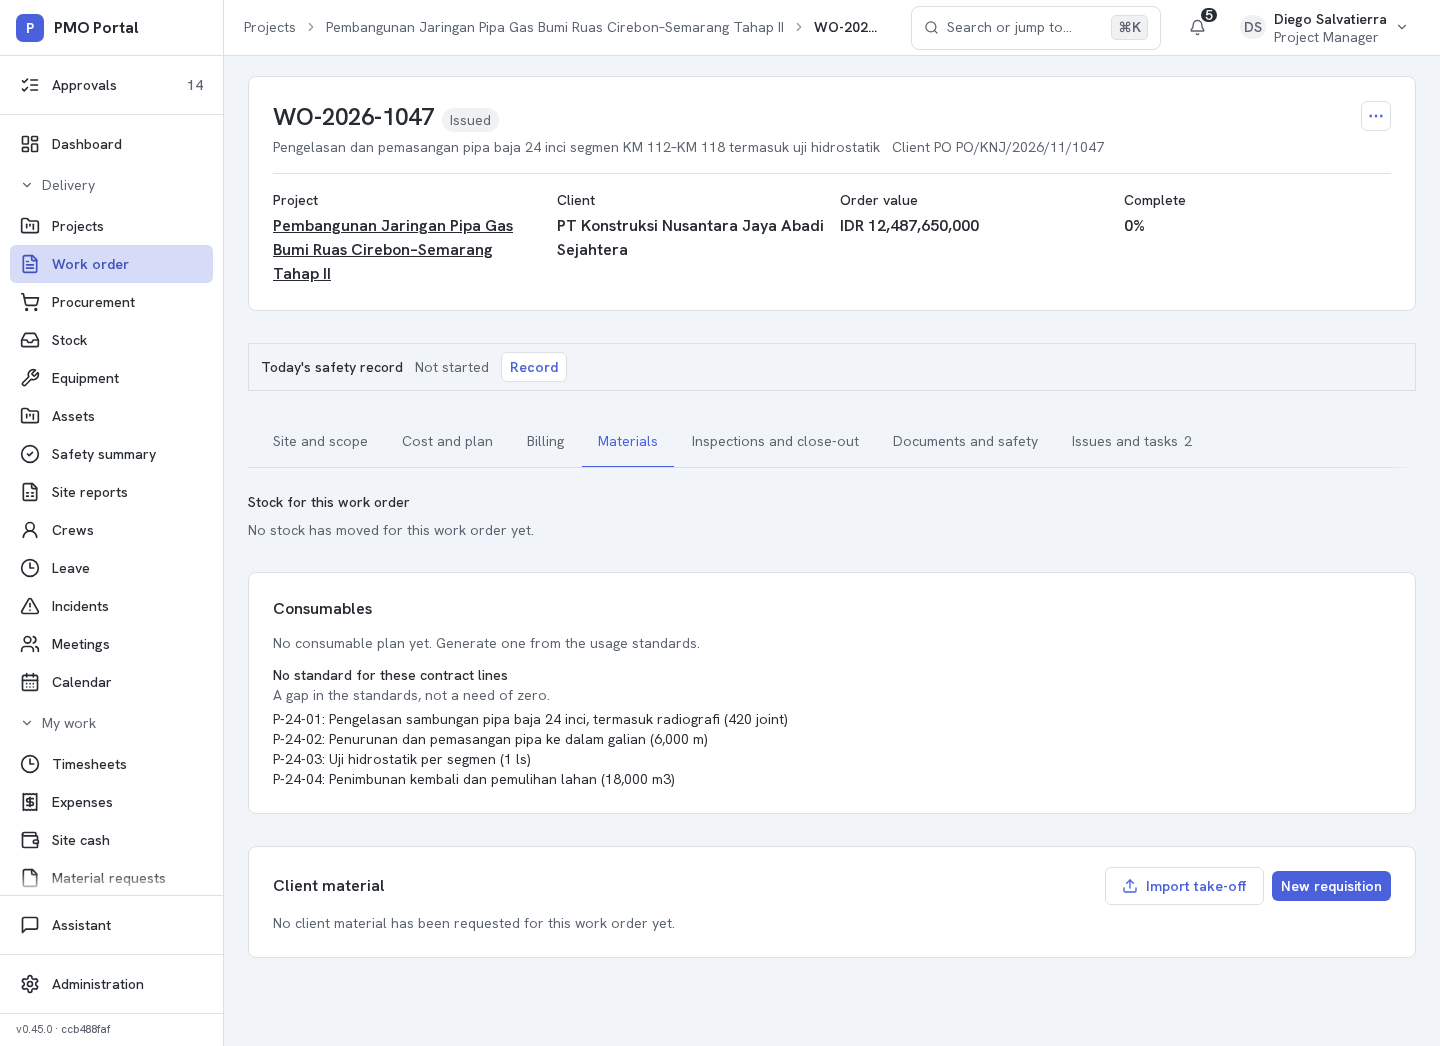 P PMO Portal
Projects > Pembangunan Jaringan Pipa Gas Bumi Ruas Cirebon–Semarang Tahap II > WO-202...
Search or jump to... ⌘K
5
DS
Diego Salvatierra
Project Manager
Approvals 14
Dashboard
Delivery
Projects
Work order
Procurement
Stock
Equipment
Assets
Safety summary
Site reports
Crews
Leave
Incidents
Meetings
Calendar
My work
Timesheets
Expenses
Site cash
Material requests
Assistant
Administration
v0.45.0 · ccb488faf
WO-2026-1047 Issued
Pengelasan dan pemasangan pipa baja 24 inci segmen KM 112–KM 118 termasuk uji hidrostatik Client PO PO/KNJ/2026/11/1047
Project
Pembangunan Jaringan Pipa Gas
Bumi Ruas Cirebon–Semarang
Tahap II
Client
PT Konstruksi Nusantara Jaya Abadi
Sejahtera
Order value
IDR 12,487,650,000
Complete
0%
Today's safety record Not started Record
Site and scope Cost and plan Billing Materials Inspections and close-out Documents and safety Issues and tasks 2
Stock for this work order
No stock has moved for this work order yet.
Consumables
No consumable plan yet. Generate one from the usage standards.
No standard for these contract lines
A gap in the standards, not a need of zero.
P-24-01: Pengelasan sambungan pipa baja 24 inci, termasuk radiografi (420 joint)
P-24-02: Penurunan dan pemasangan pipa ke dalam galian (6,000 m)
P-24-03: Uji hidrostatik per segmen (1 ls)
P-24-04: Penimbunan kembali dan pemulihan lahan (18,000 m3)
Client material
Import take-off
New requisition
No client material has been requested for this work order yet.